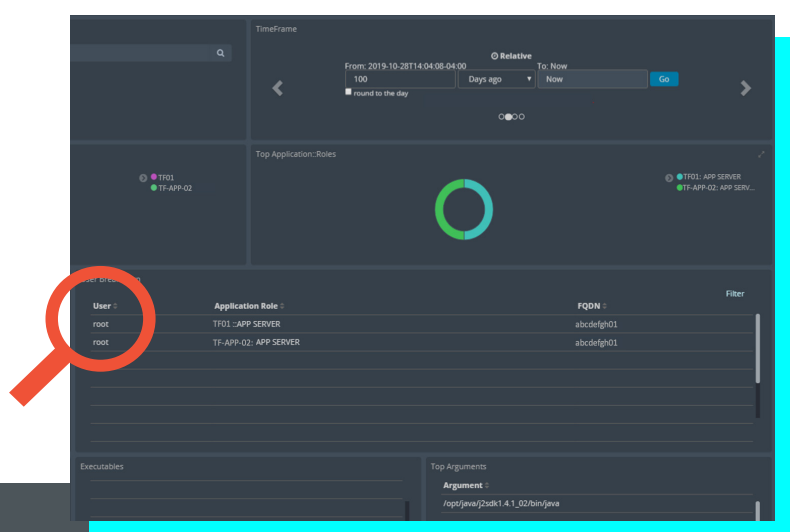 TimeFrame
Relative
From: 2019-10-28T14:04:08-04:00
To: Now
100
Days ago
Now
Go
round to the day
TF01
TF-APP-02
Top Application::Roles
TF01: APP SERVER
TF-APP-02: APP SERV...
Filter
User
Application Role
FQDN
root
TF01 ::APP SERVER
abcdefgh01
root
TF-APP-02: APP SERVER
abcdefgh01
Executables
Top Arguments
Argument
/opt/java/j2sdk1.4.1_02/bin/java